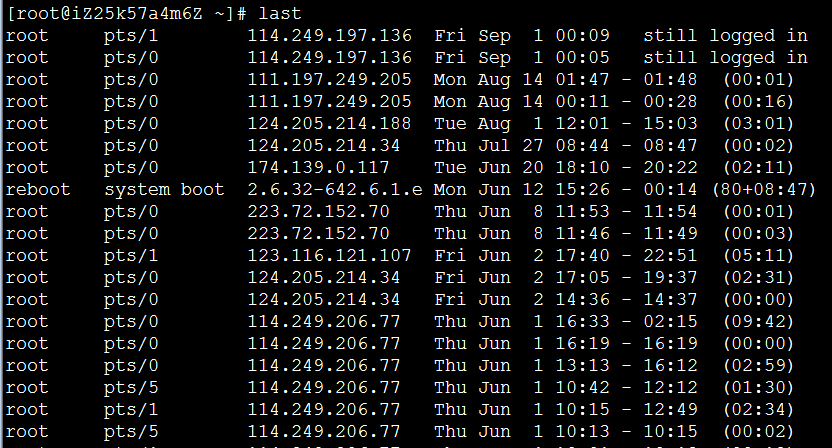 [root@iZ25k57a4m6Z ~]# last
root     pts/1        114.249.197.136  Fri Sep  1 00:09   still logged in
root     pts/0        114.249.197.136  Fri Sep  1 00:05   still logged in
root     pts/0        111.197.249.205  Mon Aug 14 01:47 - 01:48  (00:01)
root     pts/0        111.197.249.205  Mon Aug 14 00:11 - 00:28  (00:16)
root     pts/0        124.205.214.188  Tue Aug  1 12:01 - 15:03  (03:01)
root     pts/0        124.205.214.34   Thu Jul 27 08:44 - 08:47  (00:02)
root     pts/0        174.139.0.117    Tue Jun 20 18:10 - 20:22  (02:11)
reboot   system boot  2.6.32-642.6.1.e Mon Jun 12 15:26 - 00:14 (80+08:47)
root     pts/0        223.72.152.70    Thu Jun  8 11:53 - 11:54  (00:01)
root     pts/0        223.72.152.70    Thu Jun  8 11:46 - 11:49  (00:03)
root     pts/1        123.116.121.107  Fri Jun  2 17:40 - 22:51  (05:11)
root     pts/0        124.205.214.34   Fri Jun  2 17:05 - 19:37  (02:31)
root     pts/0        124.205.214.34   Fri Jun  2 14:36 - 14:37  (00:00)
root     pts/0        114.249.206.77   Thu Jun  1 16:33 - 02:15  (09:42)
root     pts/0        114.249.206.77   Thu Jun  1 16:19 - 16:19  (00:00)
root     pts/0        114.249.206.77   Thu Jun  1 13:13 - 16:12  (02:59)
root     pts/5        114.249.206.77   Thu Jun  1 10:42 - 12:12  (01:30)
root     pts/1        114.249.206.77   Thu Jun  1 10:15 - 12:49  (02:34)
root     pts/5        114.249.206.77   Thu Jun  1 10:13 - 10:15  (00:02)